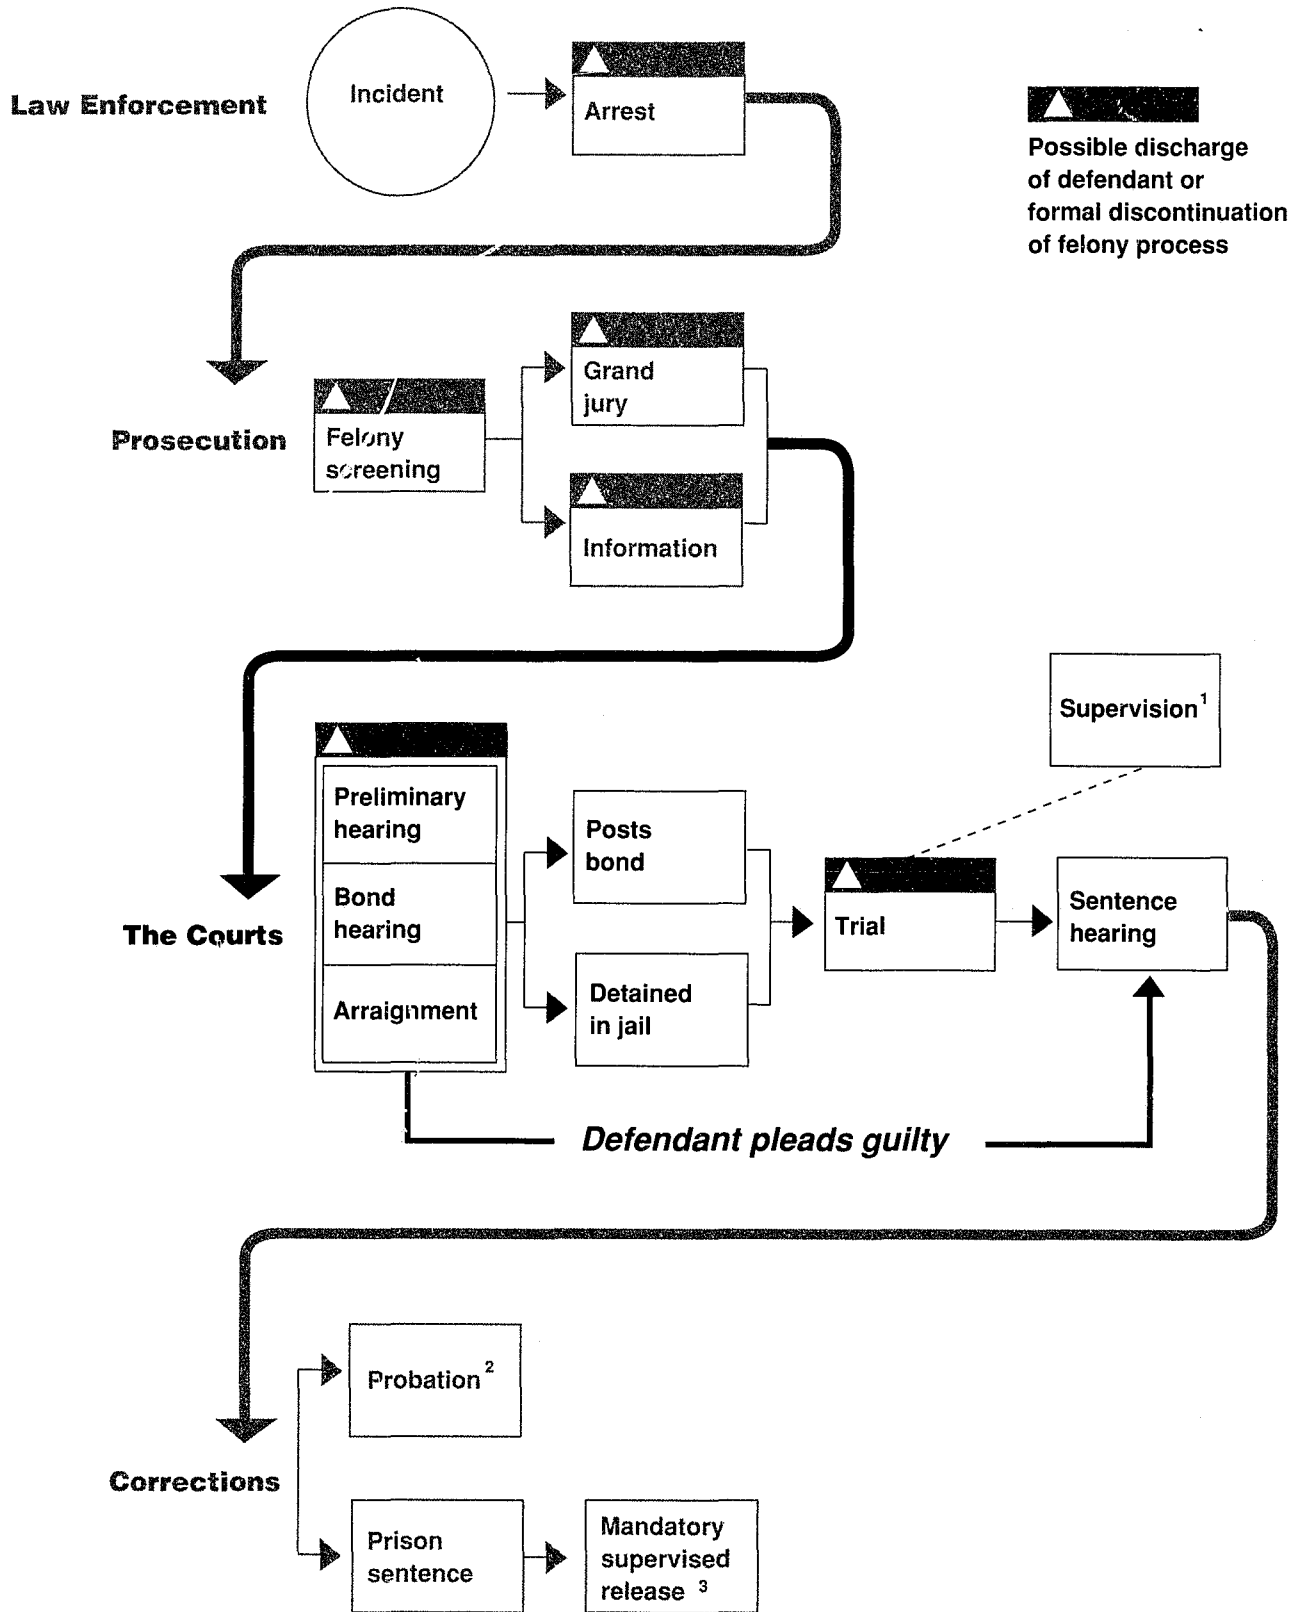 Law Enforcement
Incident
Arrest
Possible discharge
of defendant or
formal discontinuation
of felony process
Prosecution
Felony
screening
Grand
jury
Information
The Courts
Preliminary
hearing
Bond
hearing
Arraignment
Posts
bond
Detained
in jail
Trial
Supervision¹
Sentence
hearing
Defendant pleads guilty
Corrections
Probation²
Prison
sentence
Mandatory
supervised
release ³